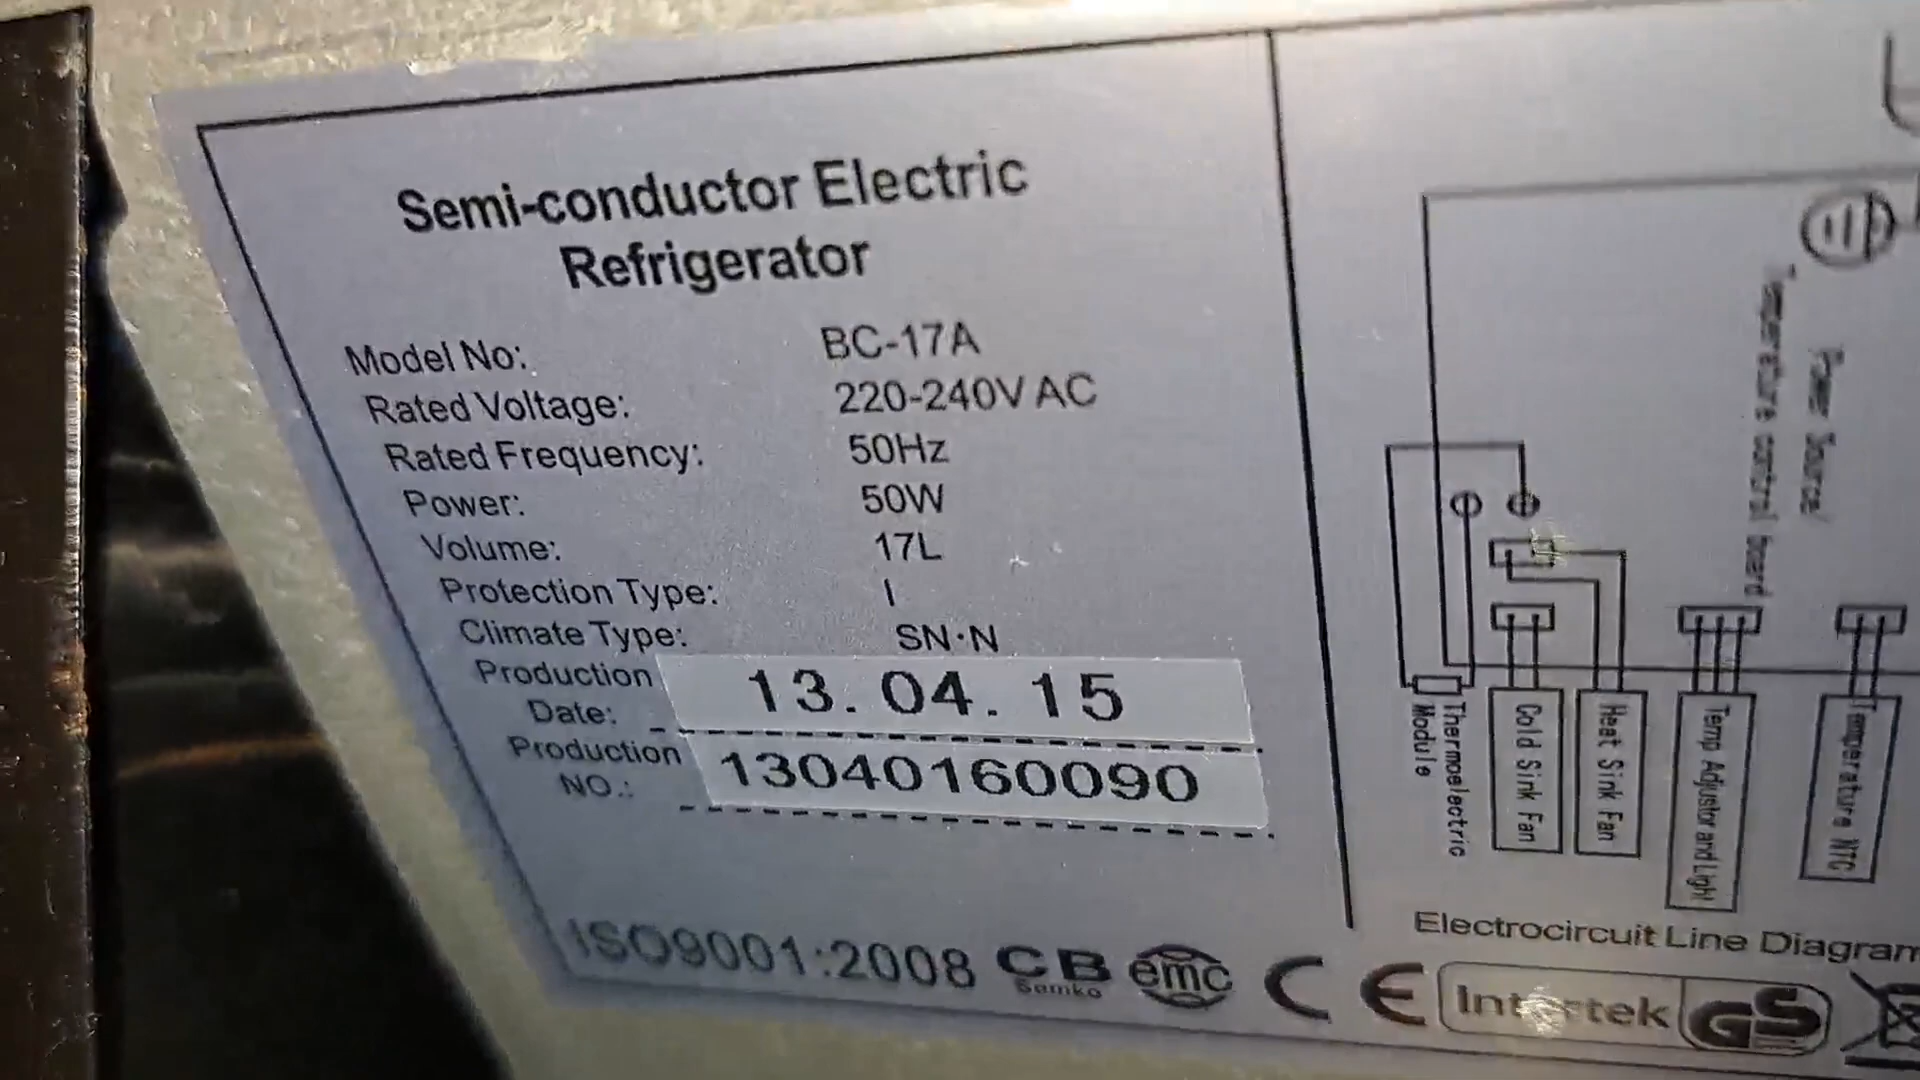 Semi-conductor Electric
Refrigerator
Model No: BC-17A
Rated Voltage: 220-240V AC
Rated Frequency: 50Hz
Power: 50W
Volume: 17L
Protection Type: I
Climate Type: SN·N
Production Date: 13.04.15
Production NO.: 13040160090
ISO9001:2008 CB Semko emc CE Intertek GS
Power Source/
Temperature control board
Thermoelectric
Module
Cold Sink Fan
Heat Sink Fan
Temp Adjustor and Light
Temperature NTC
Electrocircuit Line Diagram